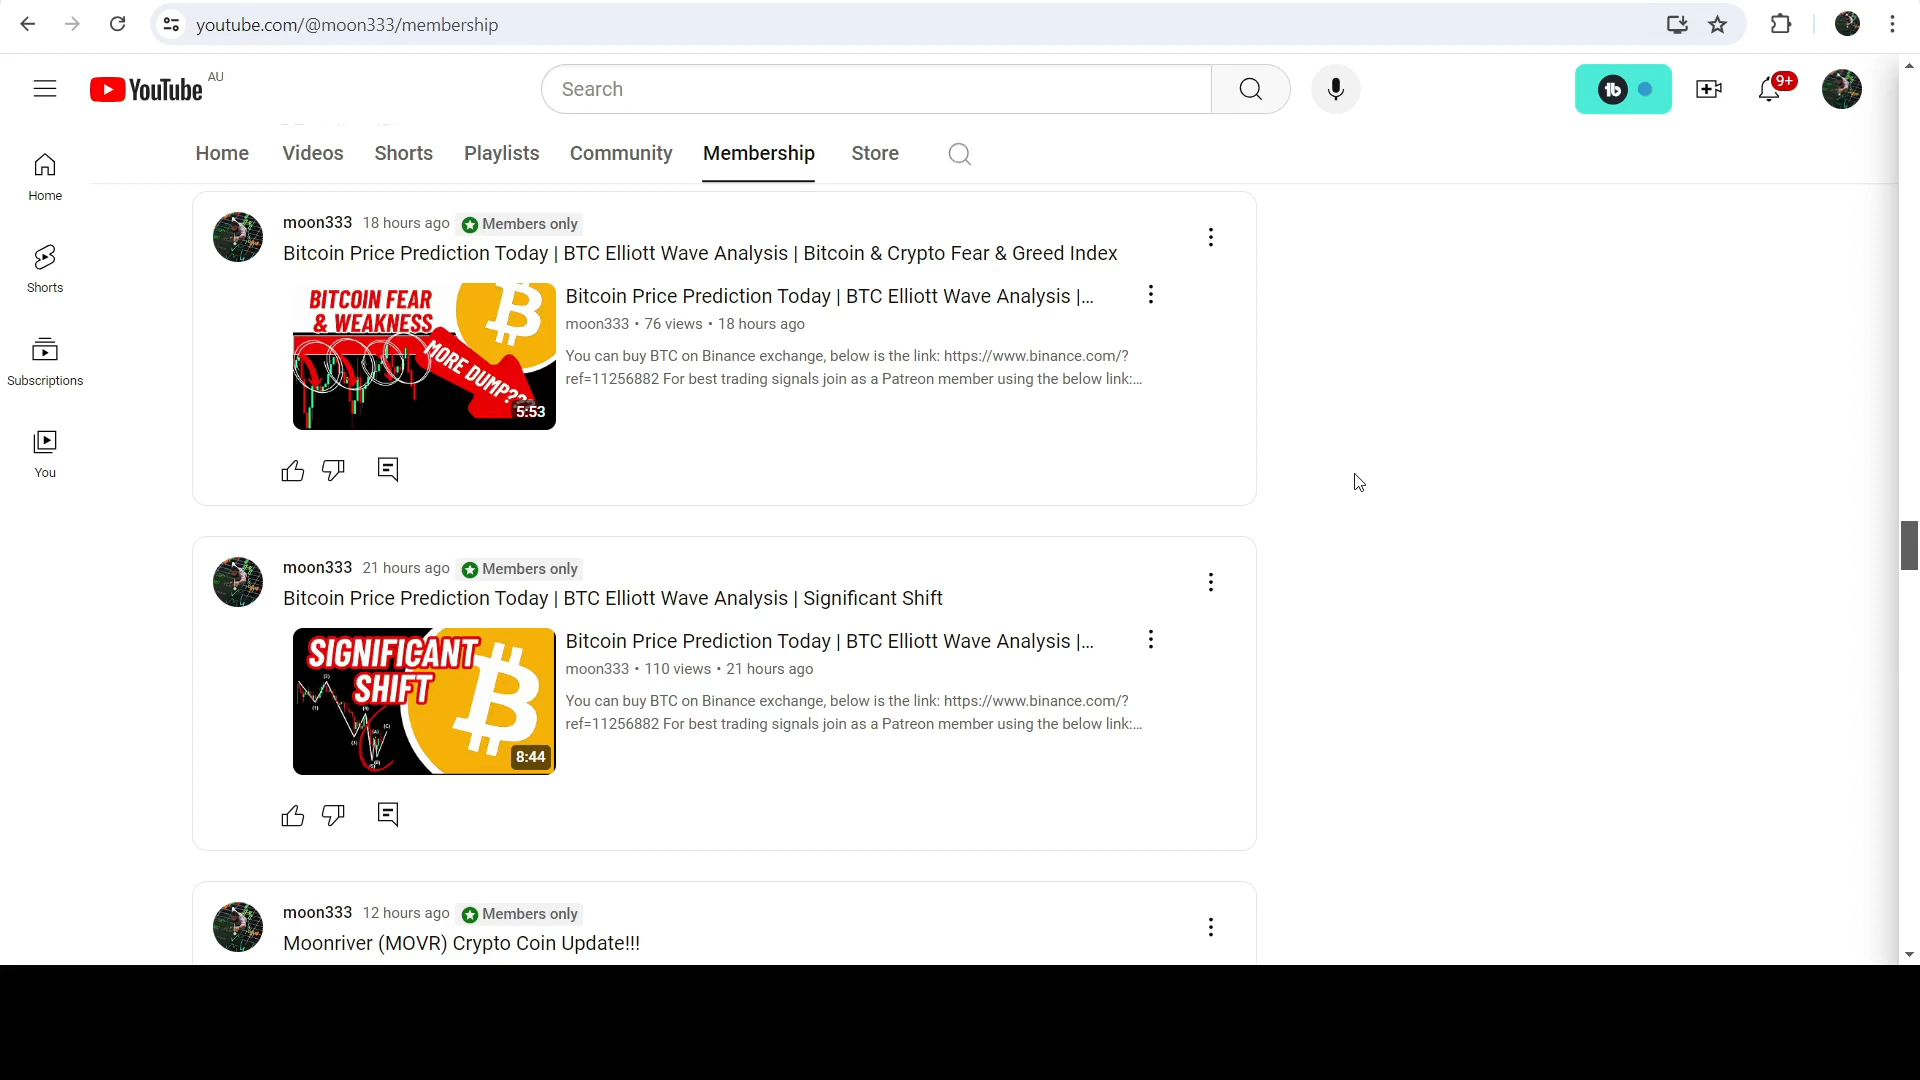 youtube.com/@moon333/membership
YouTube AU
Search
9+
Home
Videos
Shorts
Playlists
Community
Membership
Store
Home
Shorts
Subscriptions
You
moon333 18 hours ago Members only
Bitcoin Price Prediction Today | BTC Elliott Wave Analysis | Bitcoin & Crypto Fear & Greed Index
BITCOIN FEAR
& WEAKNESS
MORE DUMP??
5:53
Bitcoin Price Prediction Today | BTC Elliott Wave Analysis |...
moon333 • 76 views • 18 hours ago
You can buy BTC on Binance exchange, below is the link: https://www.binance.com/?
ref=11256882 For best trading signals join as a Patreon member using the below link:...
moon333 21 hours ago Members only
Bitcoin Price Prediction Today | BTC Elliott Wave Analysis | Significant Shift
SIGNIFICANT
SHIFT
8:44
Bitcoin Price Prediction Today | BTC Elliott Wave Analysis |...
moon333 • 110 views • 21 hours ago
You can buy BTC on Binance exchange, below is the link: https://www.binance.com/?
ref=11256882 For best trading signals join as a Patreon member using the below link:...
moon333 12 hours ago Members only
Moonriver (MOVR) Crypto Coin Update!!!